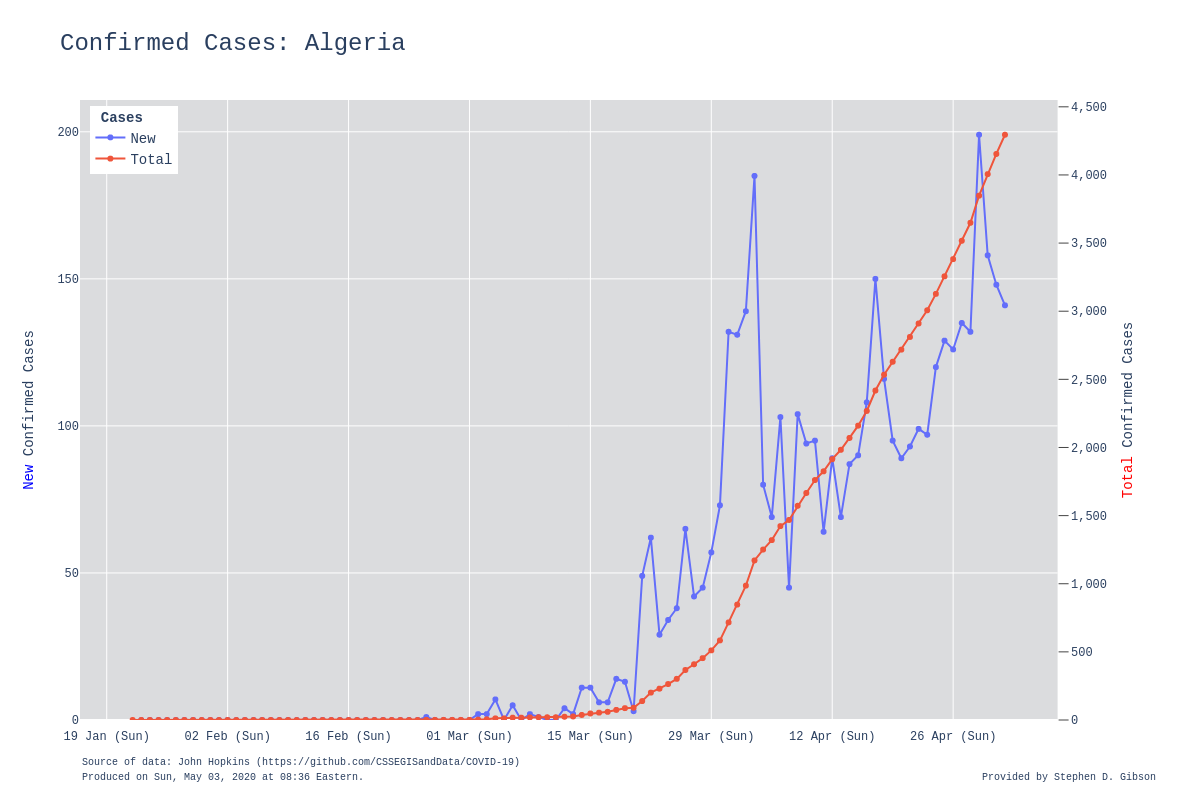 Confirmed Cases: Algeria
Cases
New
Total
200
150
100
50
0
4,500
4,000
3,500
3,000
2,500
2,000
1,500
1,000
500
0
New Confirmed Cases
Total Confirmed Cases
19 Jan (Sun) 02 Feb (Sun) 16 Feb (Sun) 01 Mar (Sun) 15 Mar (Sun) 29 Mar (Sun) 12 Apr (Sun) 26 Apr (Sun)
Source of data: John Hopkins (https://github.com/CSSEGISandData/COVID-19)
Produced on Sun, May 03, 2020 at 08:36 Eastern.
Provided by Stephen D. Gibson